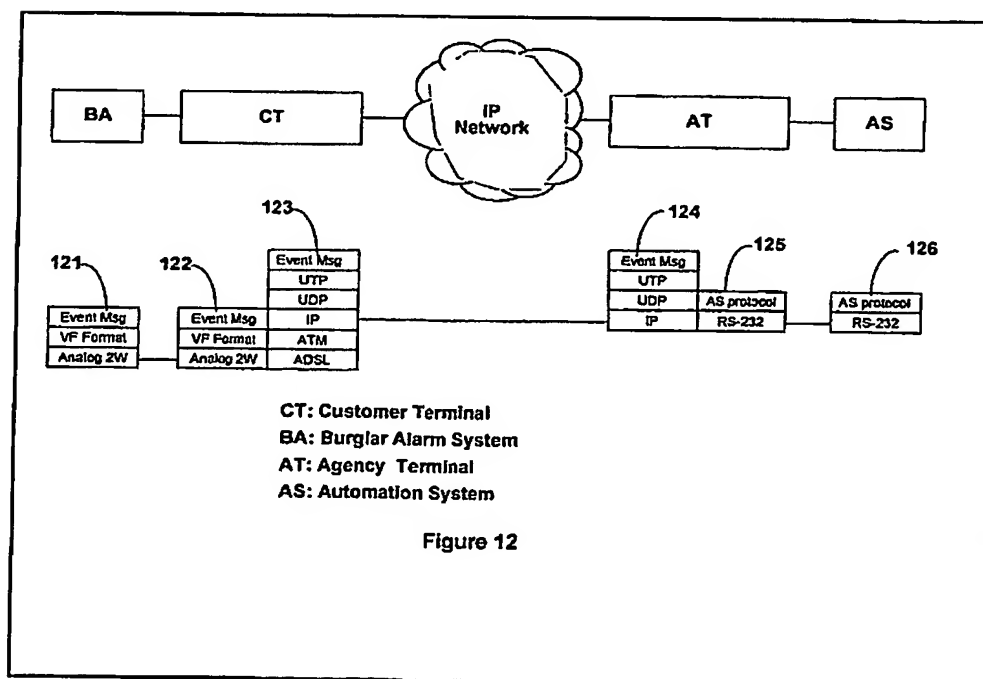 BA
CT
IP
Network
AT
AS
121
122
123
124
125
126
Event Msg
VF Format
Analog 2W
Event Msg
VF Format
Analog 2W
Event Msg
UTP
UDP
IP
ATM
ADSL
Event Msg
UTP
UDP
IP
AS protocol
RS-232
AS protocol
RS-232
CT: Customer Terminal
BA: Burglar Alarm System
AT: Agency Terminal
AS: Automation System
Figure 12